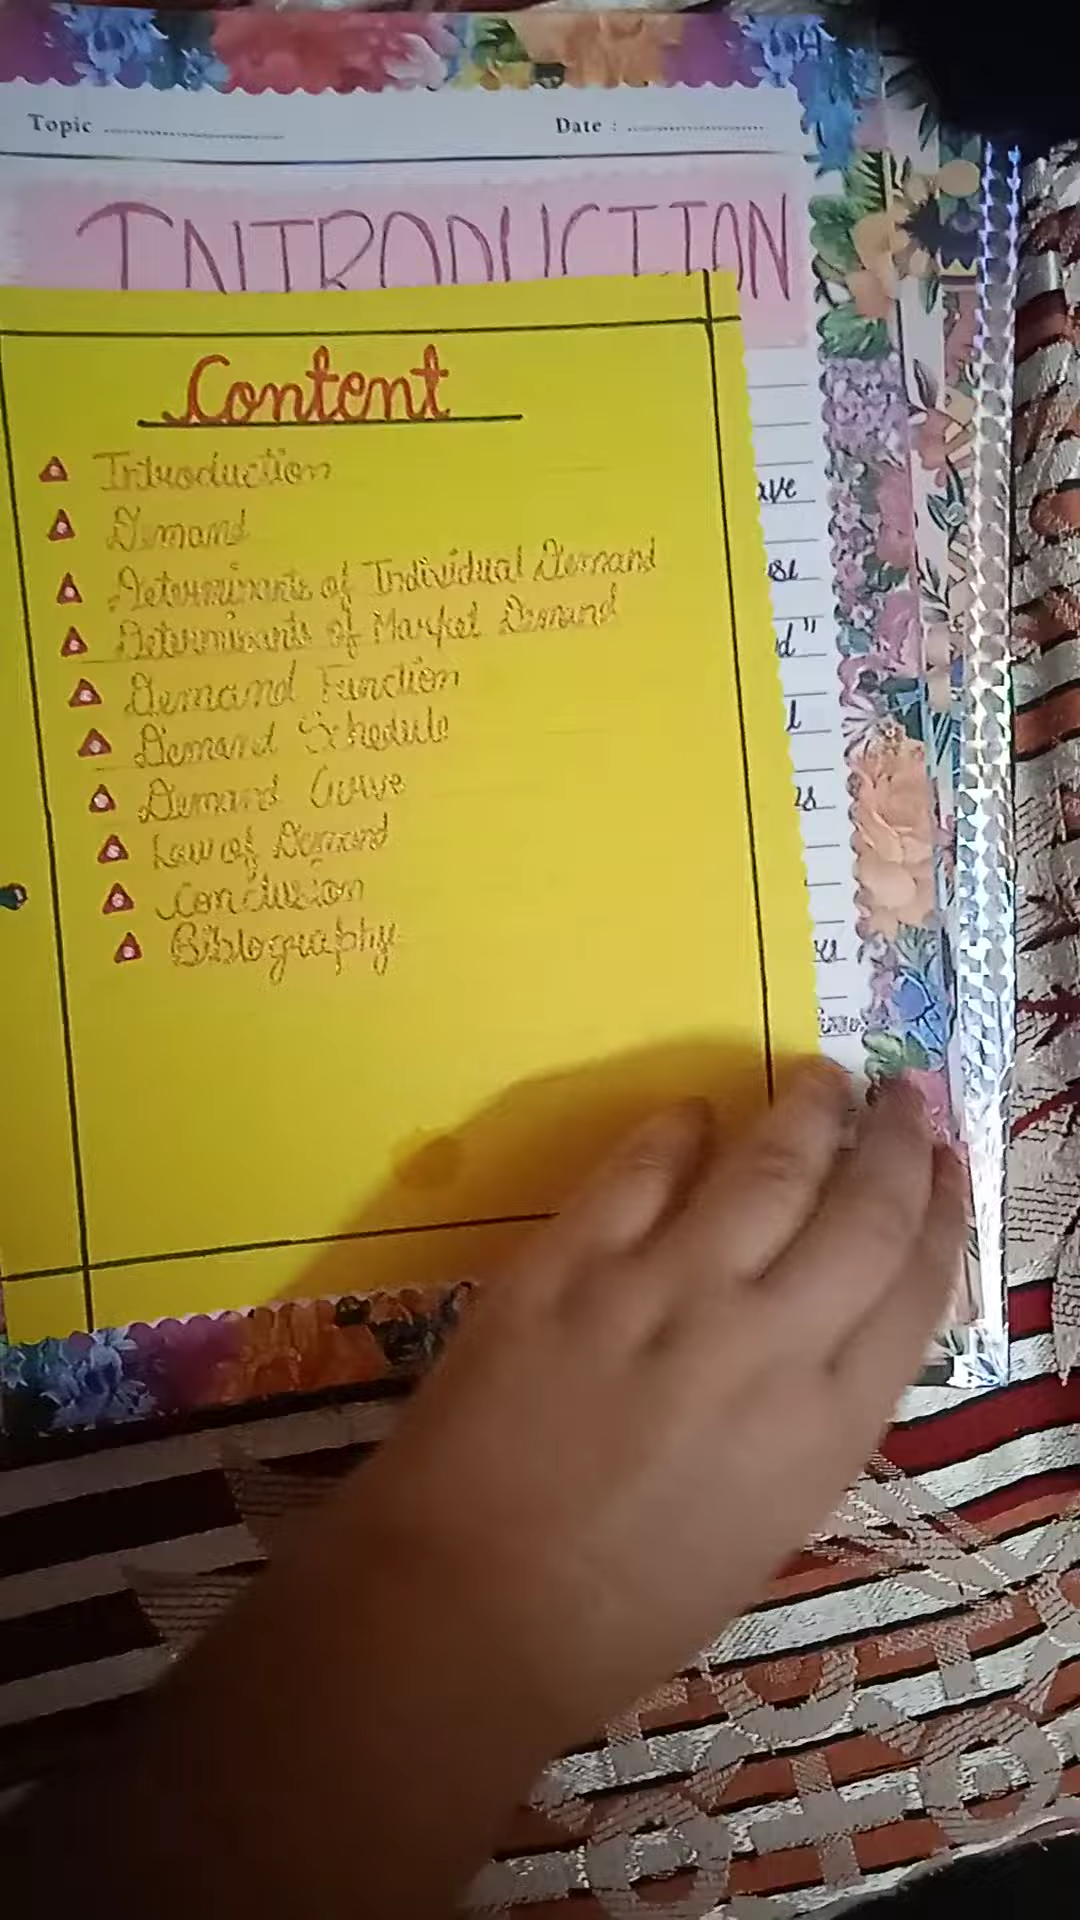 Topic
Date :
INTRODUCTION
Content
Introduction
Demand
Determinants of Individual Demand
Determinants of Market Demand
Demand Function
Demand Schedule
Demand Curve
Law of Demand
Conclusion
Biblography